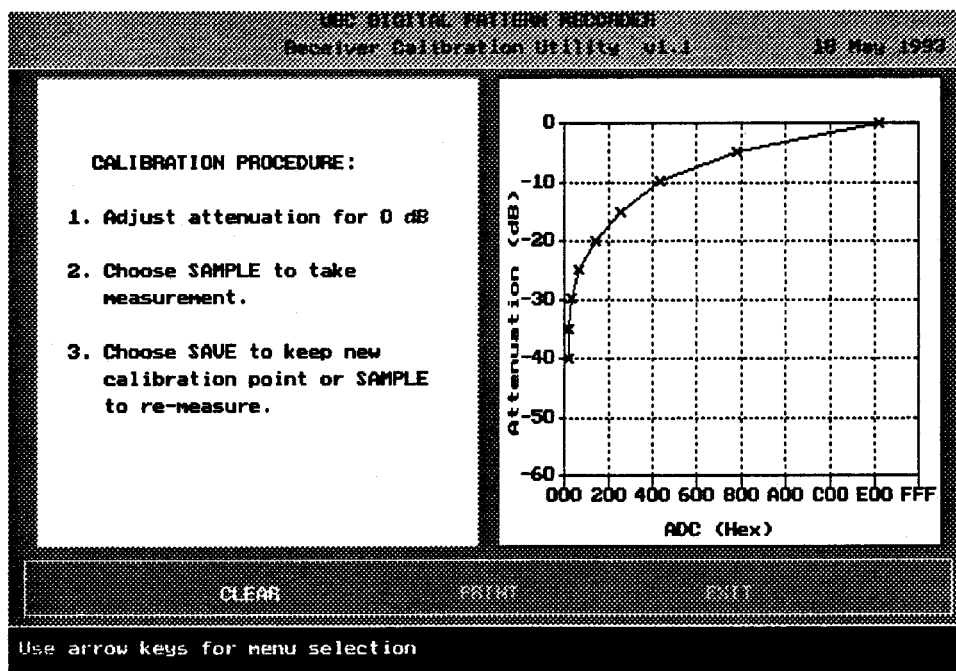 UBC DIGITAL PATTERN RECORDER
Receiver Calibration Utility v1.1 18 May 1993
CALIBRATION PROCEDURE:
1. Adjust attenuation for 0 dB
2. Choose SAMPLE to take
measurement.
3. Choose SAVE to keep new
calibration point or SAMPLE
to re-measure.
Attenuation (dB)
0
-10
-20
-30
-40
-50
-60
000 200 400 600 800 A00 C00 E00 FFF
ADC (Hex)
CLEAR PRINT EXIT
Use arrow keys for menu selection